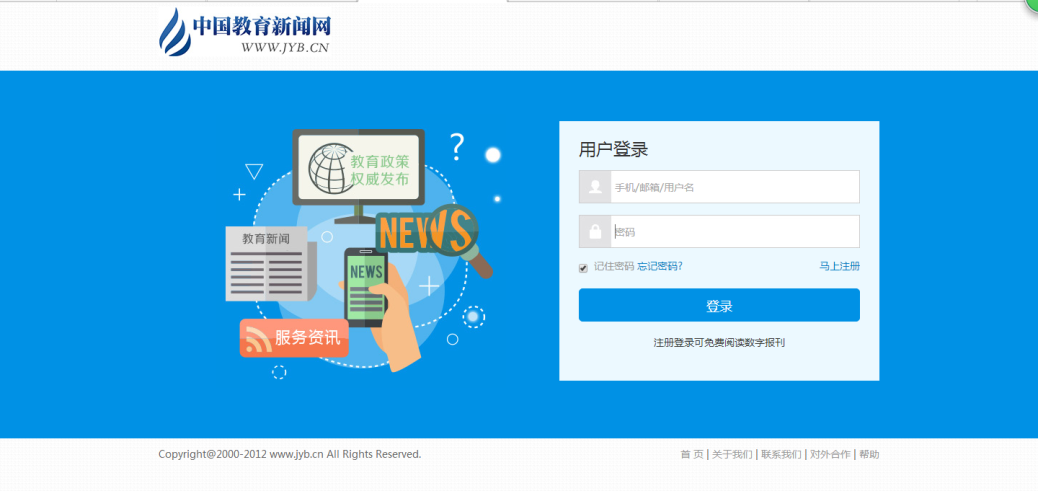 中国教育新闻网
WWW.JYB.CN
教育政策
权威发布
?
NEWS
教育新闻
NEWS
服务资讯
用户登录
手机/邮箱/用户名
密码
记住密码 忘记密码? 马上注册
登录
注册登录可免费阅读数字报刊
Copyright@2000-2012 www.jyb.cn All Rights Reserved.
首 页 | 关于我们 | 联系我们 | 对外合作 | 帮助